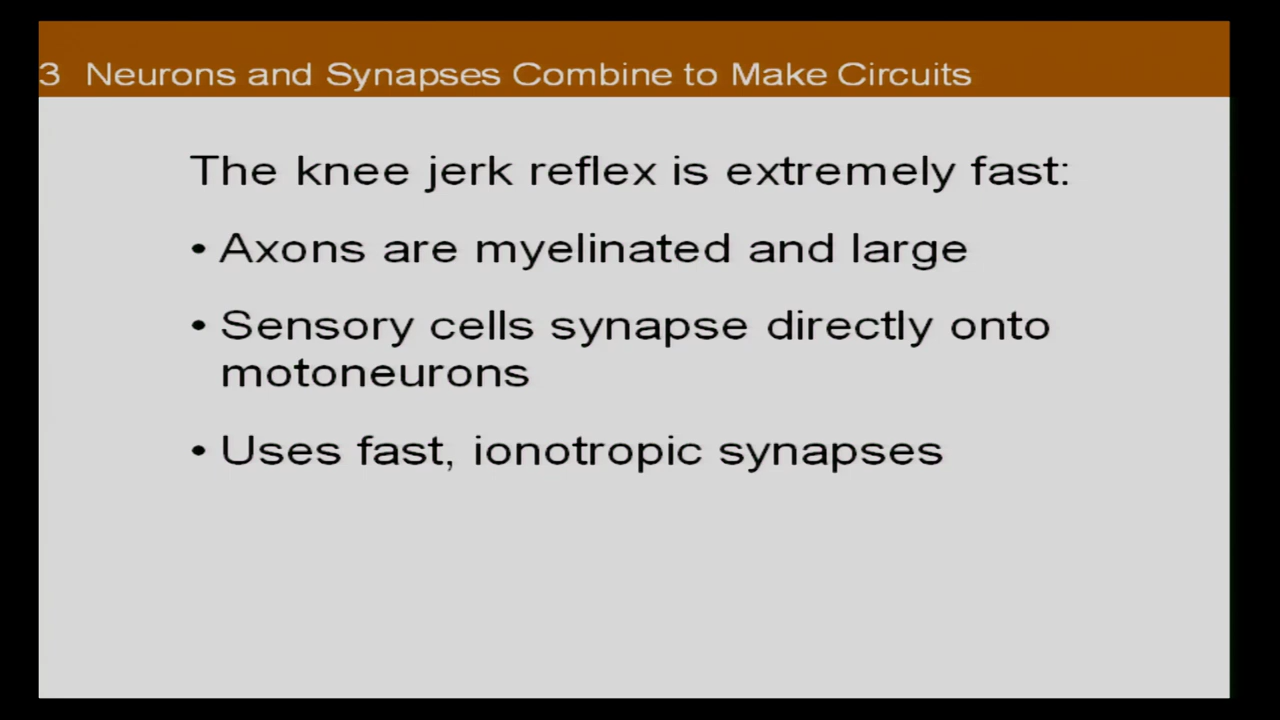 3 Neurons and Synapses Combine to Make Circuits
The knee jerk reflex is extremely fast:
• Axons are myelinated and large
• Sensory cells synapse directly onto
motoneurons
• Uses fast, ionotropic synapses